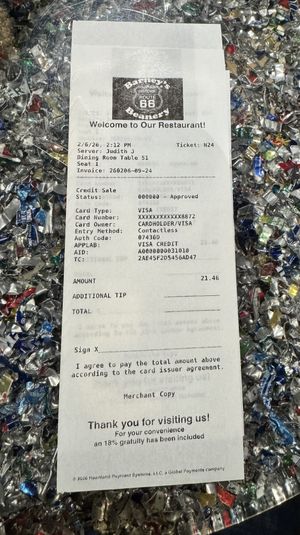 Barney's
ROUTE
66
Beanery
Welcome to Our Restaurant!
2/6/26, 2:12 PM Ticket: N24
Server: Judith J
Dining Room Table 51
Seat 1
Invoice: 260206-09-24
Credit Sale
Status: 000000 - Approved
Card Type: VISA
Card Number: XXXXXXXXXXXX8872
Card Owner: CARDHOLDER/VISA
Entry Method: Contactless
Auth Code: 07436D
APPLAB: VISA CREDIT
AID: A0000000031010
TC: 2AE45F2D5456AD47
AMOUNT 21.46
ADDITIONAL TIP
TOTAL
Sign X
I agree to pay the total amount above
according to the card issuer agreement.
Merchant Copy
Thank you for visiting us!
For your convenience
an 18% gratuity has been included
© 2026 Heartland Payment Systems, LLC, a Global Payments company